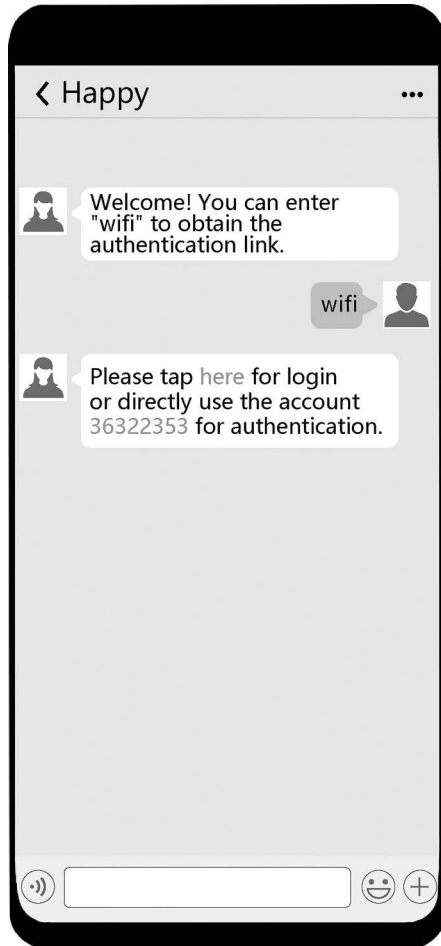 Happy
Welcome! You can enter
"wifi" to obtain the
authentication link.
wifi
Please tap here for login
or directly use the account
36322353 for authentication.